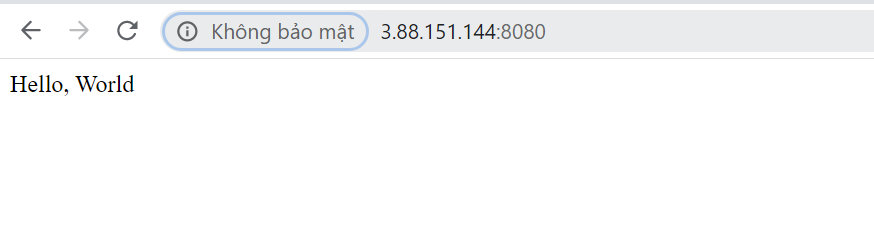 Không bảo mật 3.88.151.144:8080
Hello, World